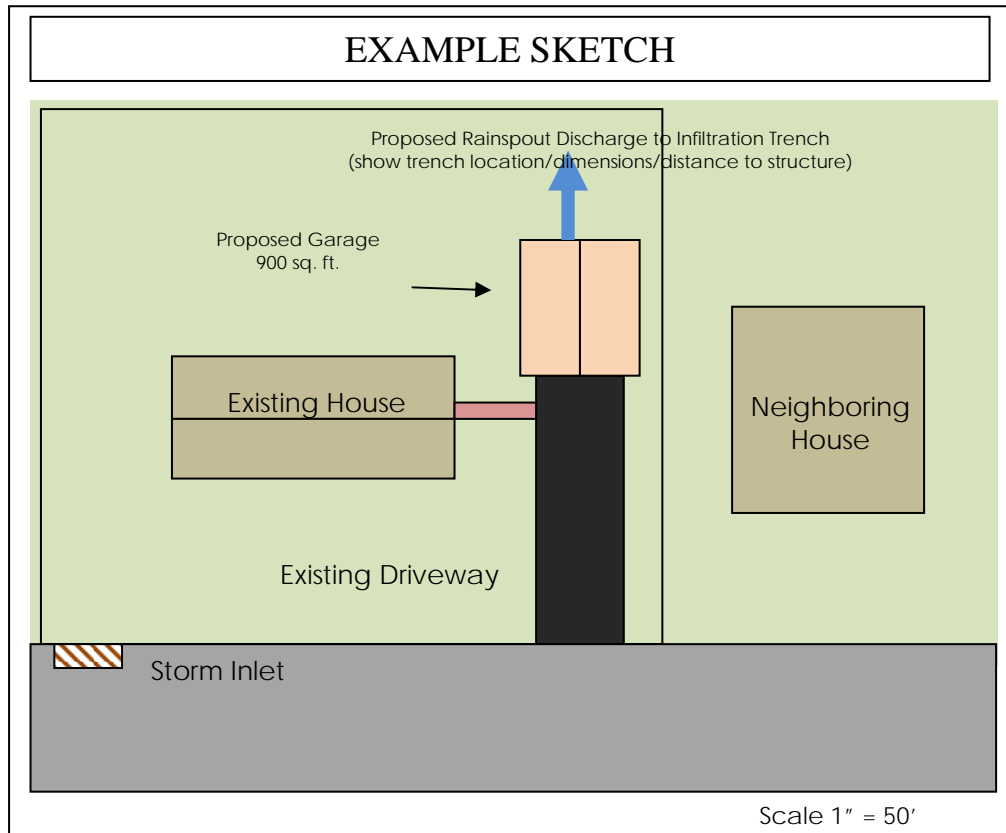 EXAMPLE SKETCH
Proposed Rainspout Discharge to Infiltration Trench
(show trench location/dimensions/distance to structure)
Proposed Garage
900 sq. ft.
Existing House
Neighboring
House
Existing Driveway
Storm Inlet
Scale 1" = 50'